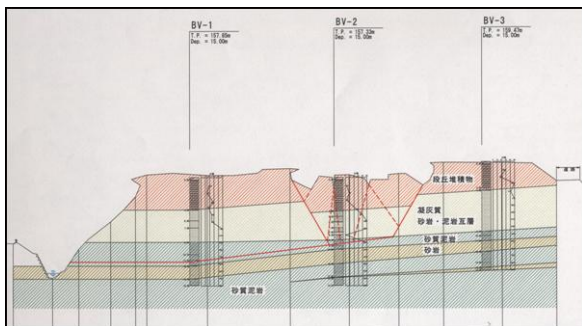 BV-1
T.P. = 157.85m
Dep. = 15.00m
BV-2
T.P. = 157.33m
Dep. = 15.00m
BV-3
T.P. = 159.47m
Dep. = 15.00m
段丘堆積物
凝灰質
砂岩・泥岩互層
砂質泥岩
砂岩
砂質泥岩